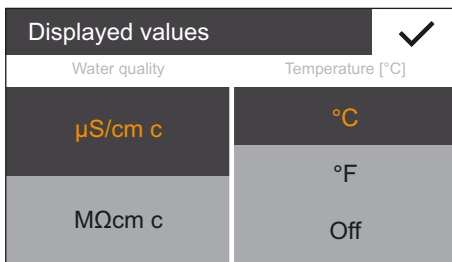 Displayed values
Water quality
Temperature [°C]
µS/cm c
°C
°F
MΩcm c
Off